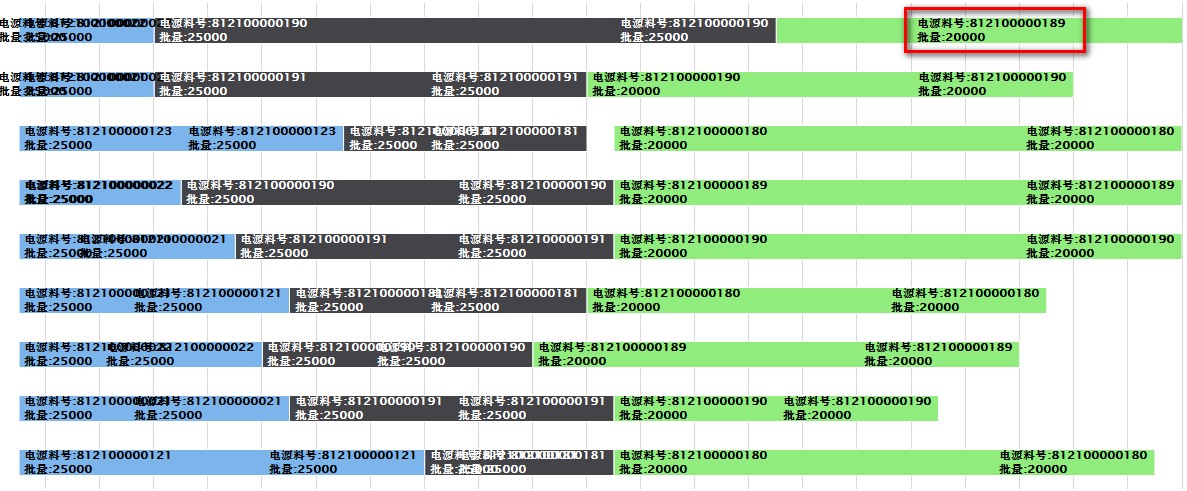 电源料号:812100000190 电源料号:812100000190 电源料号:812100000189
批量:25000 批量:25000 批量:20000
电源料号:812100000191 电源料号:812100000191 电源料号:812100000190 电源料号:812100000190
批量:25000 批量:25000 批量:20000 批量:20000
电源料号:812100000123 电源料号:812100000123 电源料号:812100000181 电源料号:812100000180 电源料号:812100000180
批量:25000 批量:25000 批量:25000 批量:25000 批量:20000 批量:20000
电源料号:812100000022 电源料号:812100000190 电源料号:812100000190 电源料号:812100000189 电源料号:812100000189
批量:25000 批量:25000 批量:25000 批量:20000 批量:20000
电源料号:812100000021 电源料号:812100000191 电源料号:812100000191 电源料号:812100000190 电源料号:812100000190
批量:25000 批量:25000 批量:25000 批量:20000 批量:20000
电源料号:812100000121 电源料号:812100000181 电源料号:812100000180 电源料号:812100000180
批量:25000 批量:25000 批量:25000 批量:25000 批量:20000 批量:20000
电源料号:812100000022 电源料号:812100000190 电源料号:812100000189 电源料号:812100000189
批量:25000 批量:25000 批量:25000 批量:25000 批量:20000 批量:20000
电源料号:812100000021 电源料号:812100000191 电源料号:812100000191 电源料号:812100000190 电源料号:812100000190
批量:25000 批量:25000 批量:25000 批量:25000 批量:20000 批量:20000
电源料号:812100000121 电源料号:812100000121 电源料号:812100000181 电源料号:812100000180 电源料号:812100000180
批量:25000 批量:25000 批量:25000 批量:20000 批量:20000